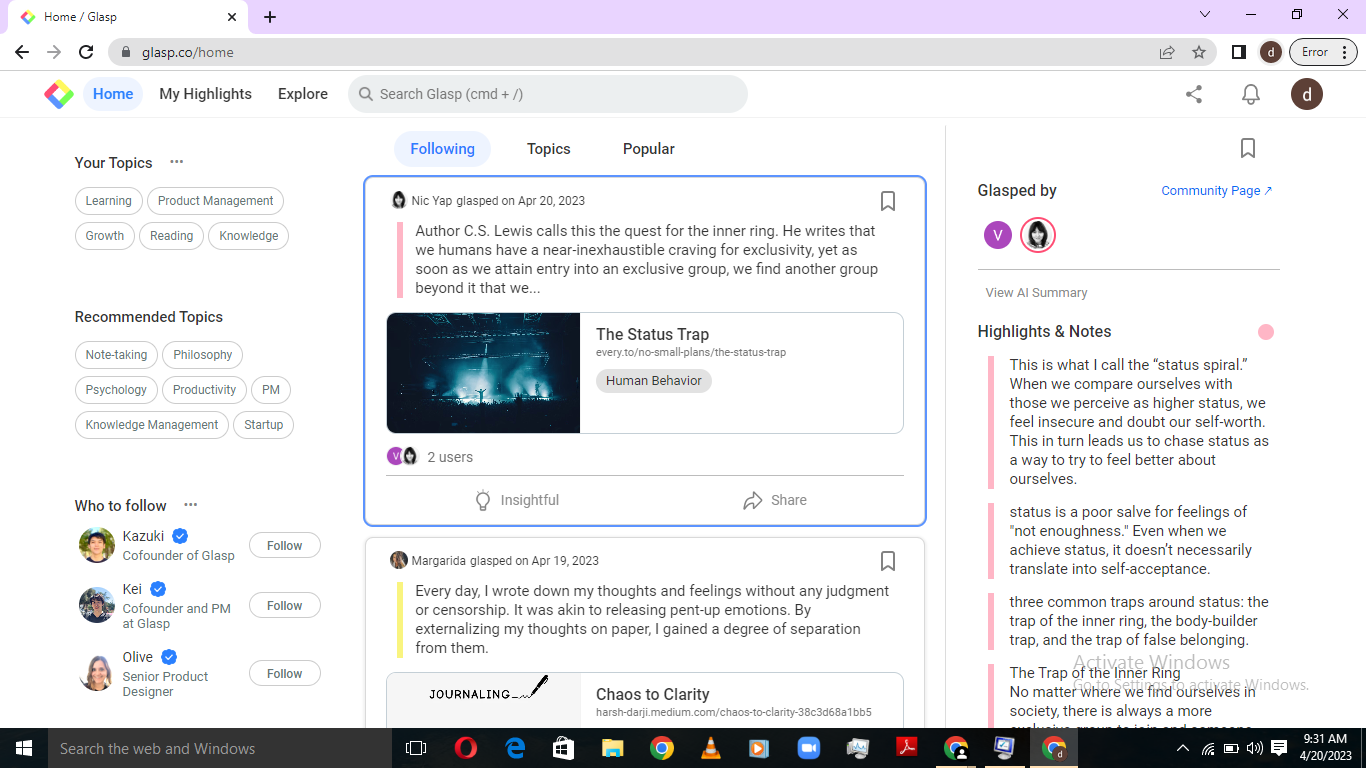 Home / Glasp
glasp.co/home
d
Error
Home
My Highlights
Explore
Search Glasp (cmd + /)
d
Your Topics
Learning
Product Management
Growth
Reading
Knowledge
Recommended Topics
Note-taking
Philosophy
Psychology
Productivity
PM
Knowledge Management
Startup
Who to follow
Kazuki
Cofounder of Glasp
Follow
Kei
Cofounder and PM
at Glasp
Follow
Olive
Senior Product
Designer
Follow
Following
Topics
Popular
Nic Yap glasped on Apr 20, 2023
Author C.S. Lewis calls this the quest for the inner ring. He writes that
we humans have a near-inexhaustible craving for exclusivity, yet as
soon as we attain entry into an exclusive group, we find another group
beyond it that we...
The Status Trap
every.to/no-small-plans/the-status-trap
Human Behavior
V
2 users
Insightful
Share
Margarida glasped on Apr 19, 2023
Every day, I wrote down my thoughts and feelings without any judgment
or censorship. It was akin to releasing pent-up emotions. By
externalizing my thoughts on paper, I gained a degree of separation
from them.
JOURNALING
Chaos to Clarity
harsh-darji.medium.com/chaos-to-clarity-38c3d68a1bb5
Glasped by
Community Page ↗
V
View AI Summary
Highlights & Notes
This is what I call the “status spiral.”
When we compare ourselves with
those we perceive as higher status, we
feel insecure and doubt our self-worth.
This in turn leads us to chase status as
a way to try to feel better about
ourselves.
status is a poor salve for feelings of
"not enoughness." Even when we
achieve status, it doesn’t necessarily
translate into self-acceptance.
three common traps around status: the
trap of the inner ring, the body-builder
trap, and the trap of false belonging.
The Trap of the Inner Ring
No matter where we find ourselves in
society, there is always a more
exclusive group to join and someone
Activate Windows
Go to Settings to activate Windows.
Search the web and Windows
d
9:31 AM
4/20/2023